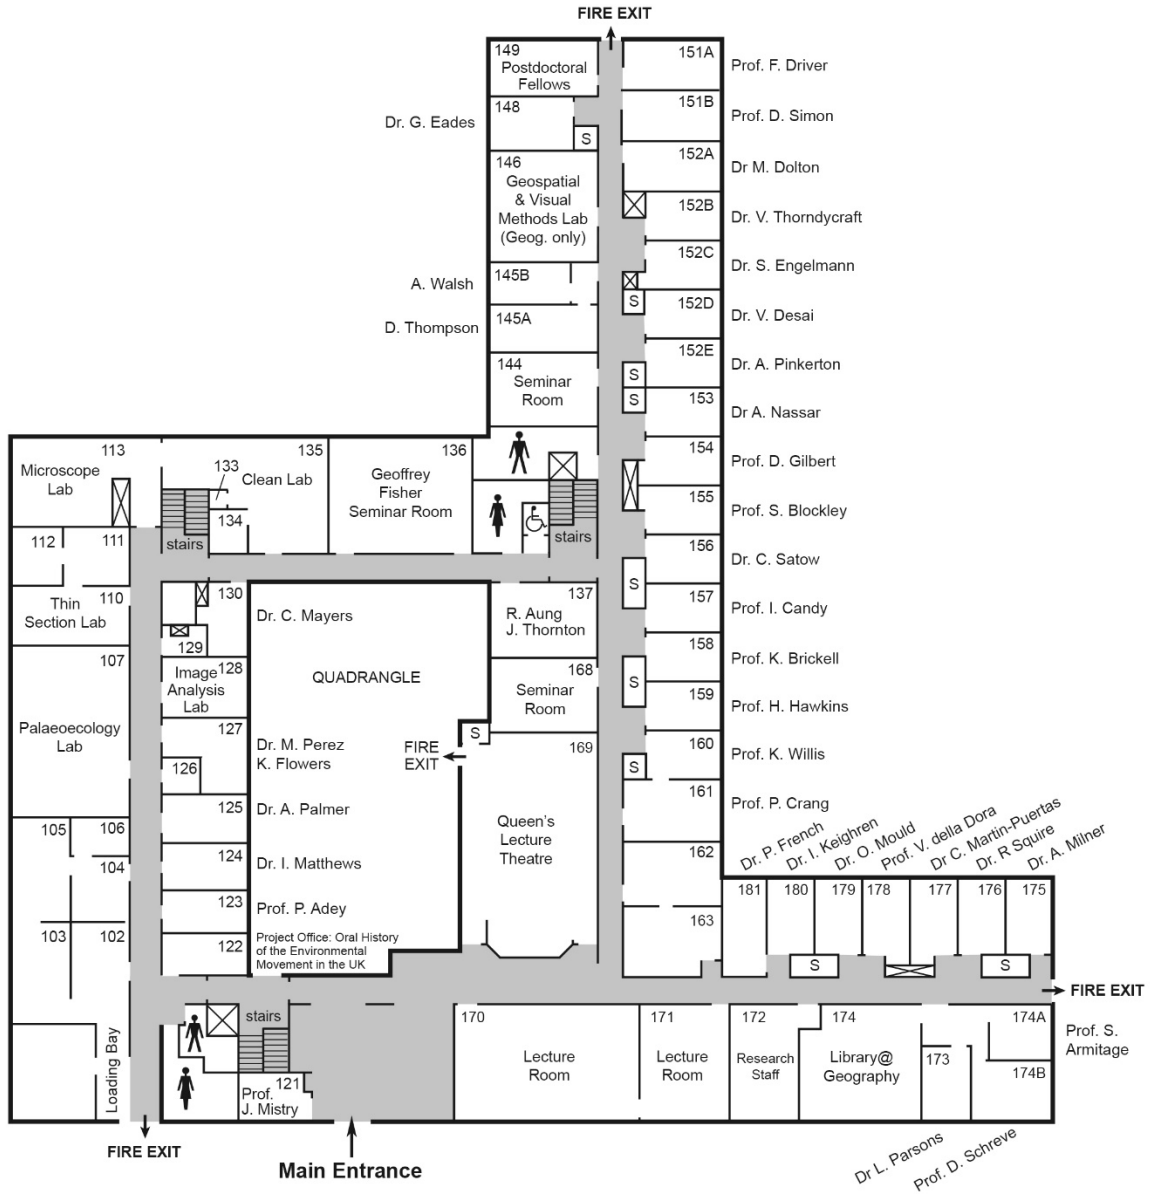 FIRE EXIT
149
Postdoctoral
Fellows
151A
Prof. F. Driver
148
Dr. G. Eades
S
151B
Prof. D. Simon
146
Geospatial
& Visual
Methods Lab
(Geog. only)
152A
Dr M. Dolton
152B
Dr. V. Thorndycraft
152C
Dr. S. Engelmann
145B
A. Walsh
S
152D
Dr. V. Desai
145A
D. Thompson
152E
Dr. A. Pinkerton
S
144
Seminar
Room
S
153
Dr A. Nassar
154
Prof. D. Gilbert
155
Prof. S. Blockley
156
Dr. C. Satow
S
157
Prof. I. Candy
158
Prof. K. Brickell
S
159
Prof. H. Hawkins
160
Prof. K. Willis
S
161
Prof. P. Crang
162
163
113
Microscope
Lab
133
135
Clean Lab
134
136
Geoffrey
Fisher
Seminar Room
stairs
stairs
112
111
110
Thin
Section Lab
130
Dr. C. Mayers
129
137
R. Aung
J. Thornton
107
Palaeoecology
Lab
128
Image
Analysis
Lab
QUADRANGLE
168
Seminar
Room
127
Dr. M. Perez
K. Flowers
126
S
FIRE
EXIT
169
Queen's
Lecture
Theatre
125
Dr. A. Palmer
105
106
104
124
Dr. I. Matthews
123
Prof. P. Adey
103
102
122
Project Office: Oral History
of the Environmental
Movement in the UK
Dr. P. French
Dr. I. Keighren
Dr. O. Mould
Prof. V. della Dora
Dr C. Martin-Puertas
Dr. R Squire
Dr. A. Milner
181
180
179
178
177
176
175
S
S
FIRE EXIT
stairs
Loading Bay
121
Prof.
J. Mistry
170
Lecture
Room
171
Lecture
Room
172
Research
Staff
174
Library@
Geography
173
174A
174B
Prof. S.
Armitage
FIRE EXIT
Main Entrance
Dr L. Parsons
Prof. D. Schreve